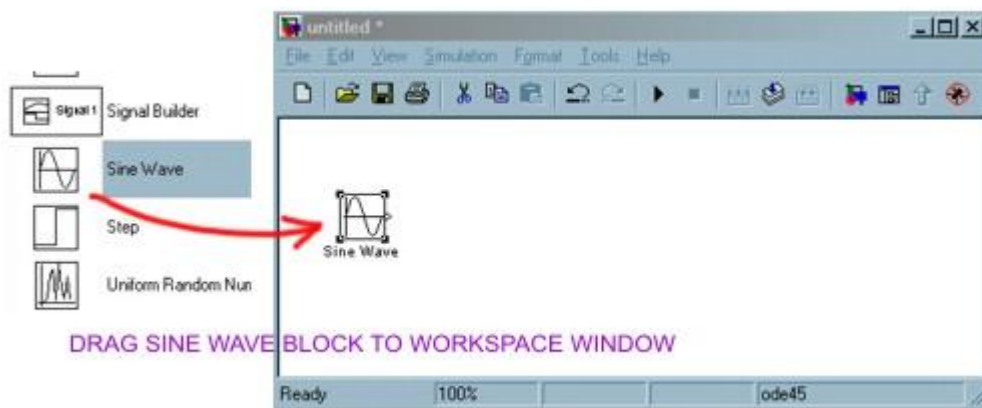 untitled *
File Edit View Simulation Format Tools Help
Signal 1 Signal Builder
Sine Wave
Step
Uniform Random Nur
Sine Wave
DRAG SINE WAVE BLOCK TO WORKSPACE WINDOW
Ready 100% ode45